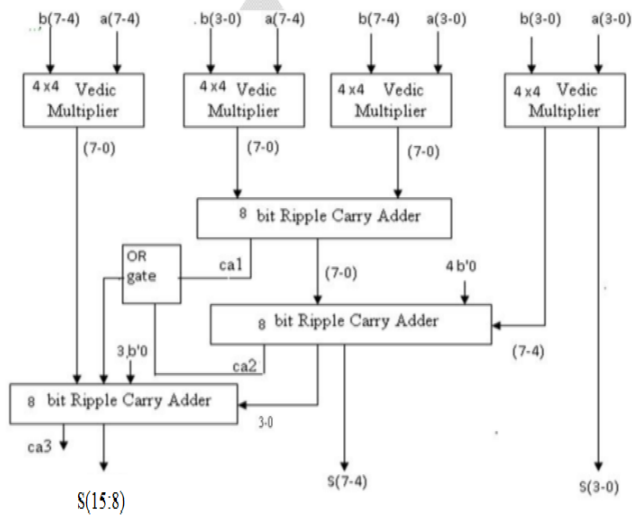 b(7-4) a(7-4) b(3-0) a(7-4) b(7-4) a(3-0) b(3-0) a(3-0)
4x4 Vedic Multiplier
4x4 Vedic Multiplier
4x4 Vedic Multiplier
4x4 Vedic Multiplier
(7-0)
(7-0)
(7-0)
8 bit Ripple Carry Adder
OR gate
ca1
(7-0)
4 b'0
8 bit Ripple Carry Adder
(7-4)
3,b'0
ca2
8 bit Ripple Carry Adder
3-0
ca3
S(15:8)
S(7-4)
S(3-0)